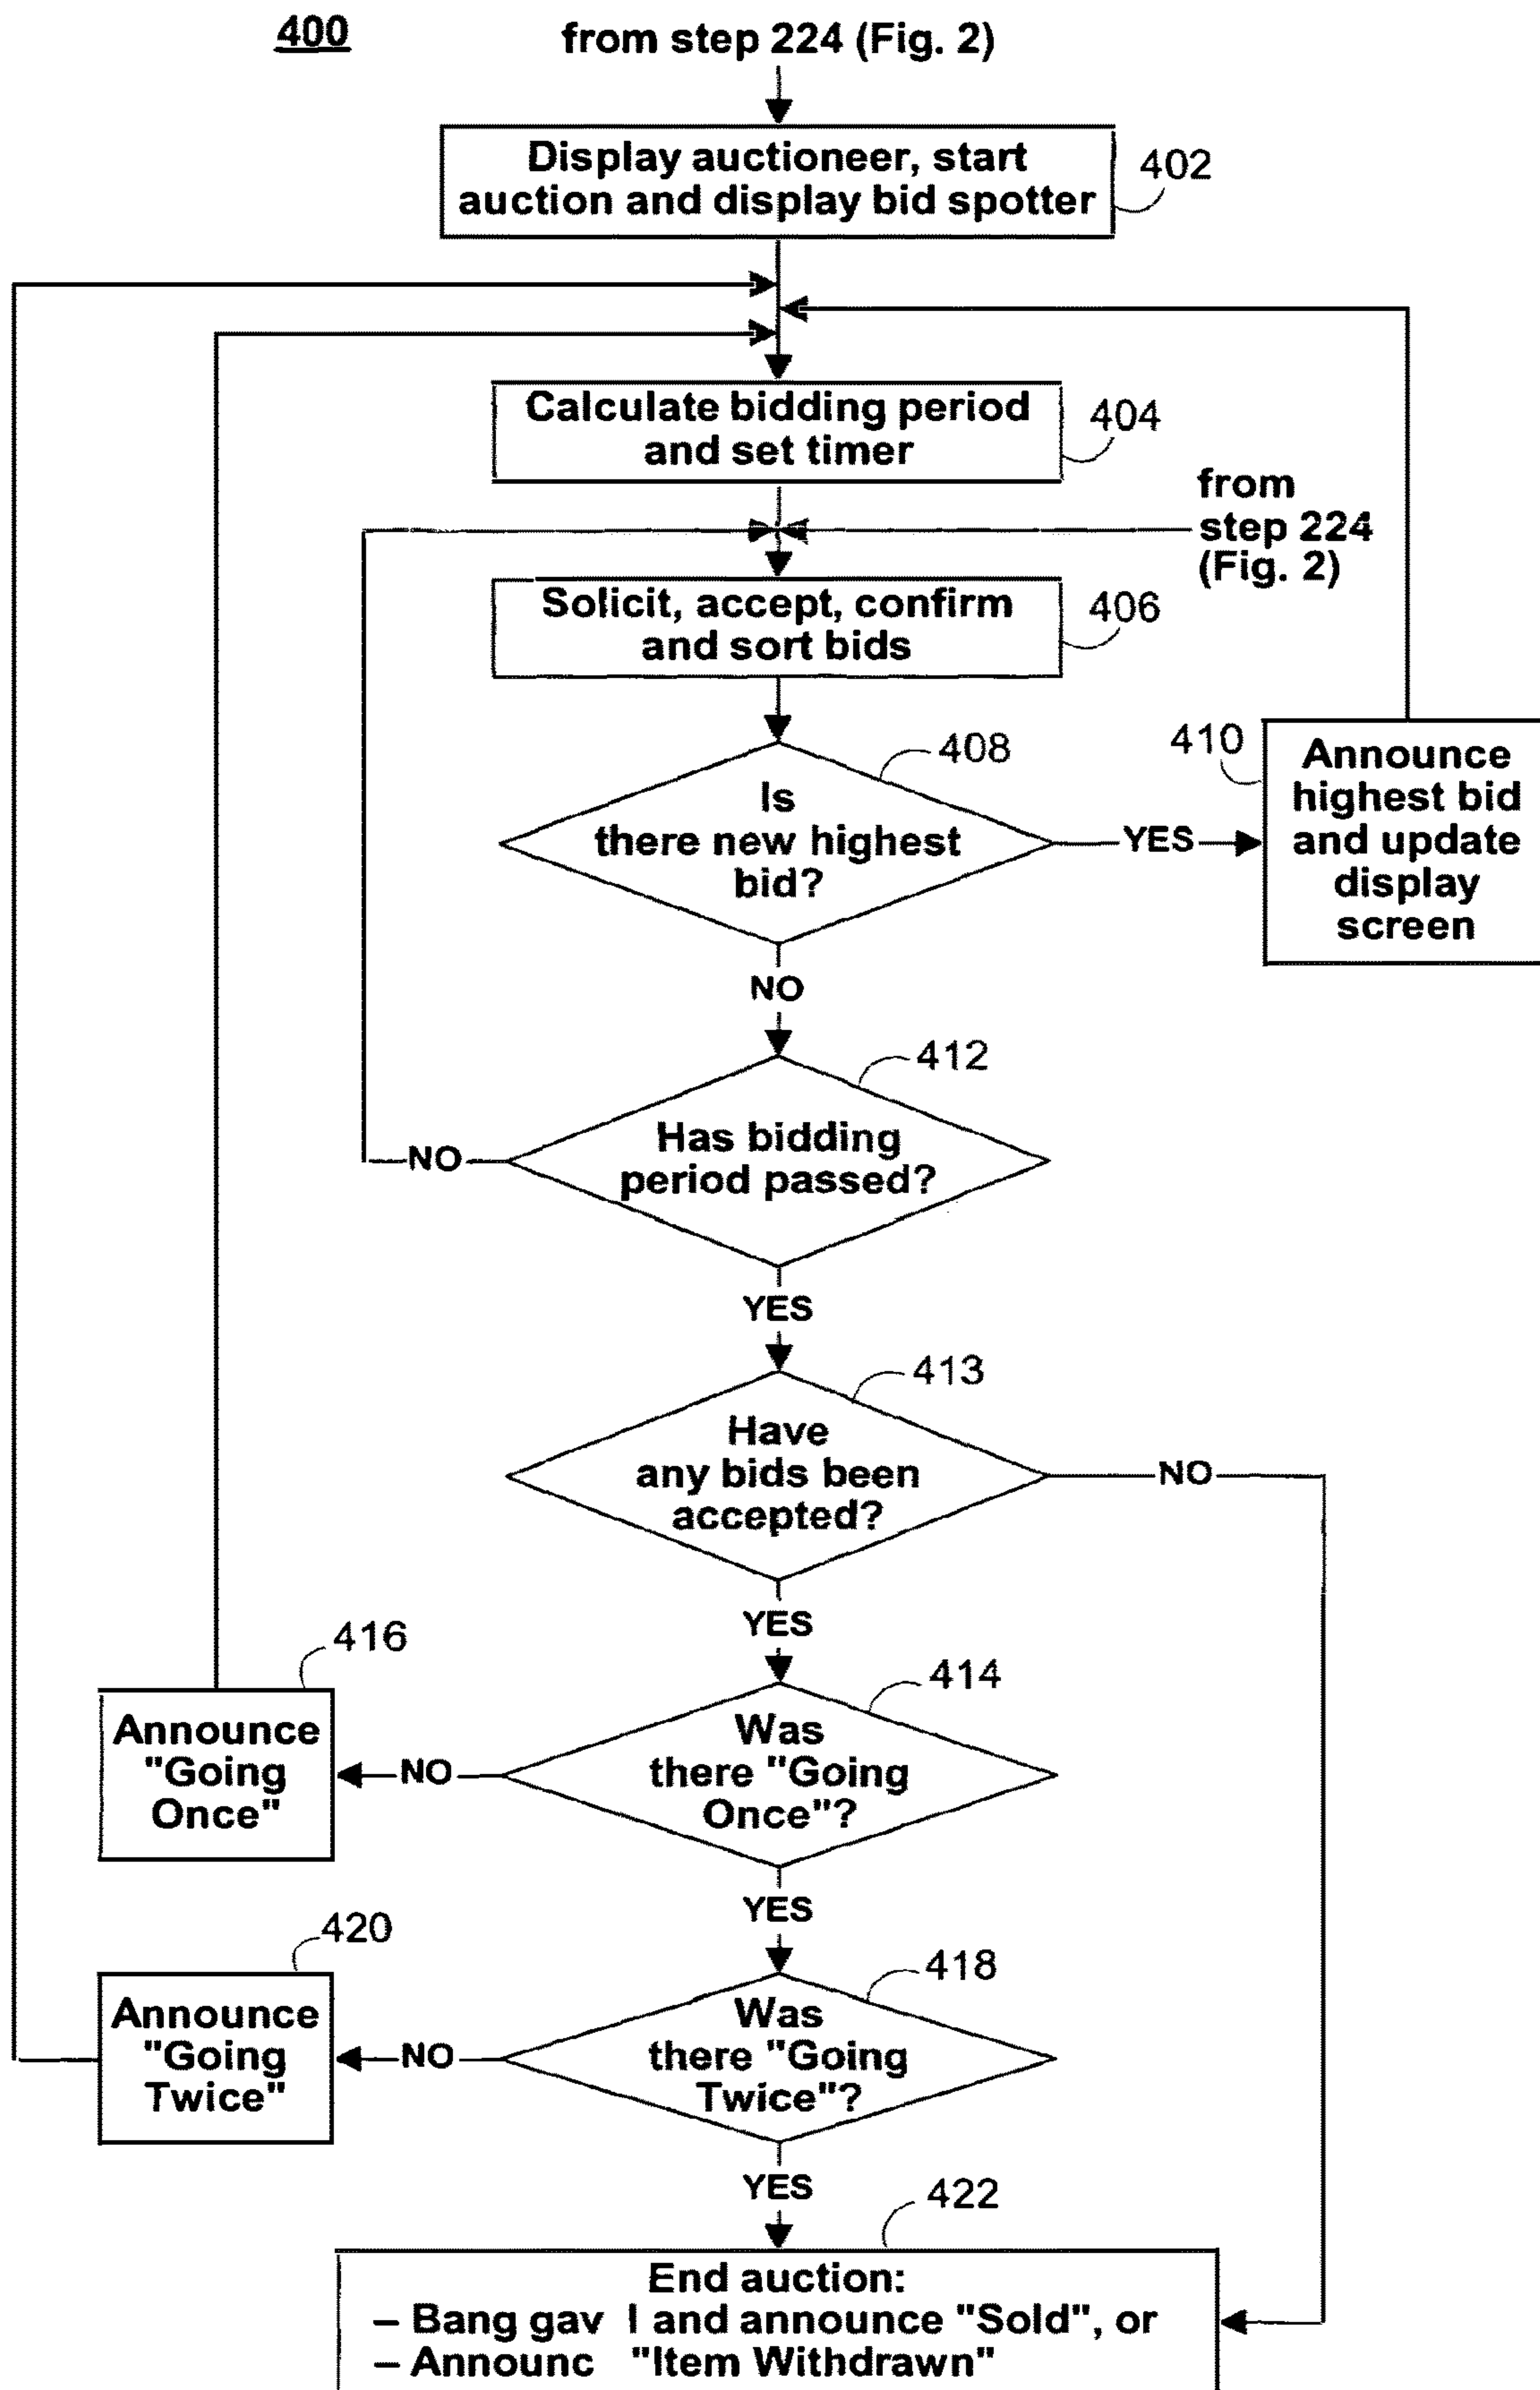 400
from step 224 (Fig. 2)
Display auctioneer, start
auction and display bid spotter
402
Calculate bidding period
and set timer
404
from
step 224
(Fig. 2)
Solicit, accept, confirm
and sort bids
406
408
Is
there new highest
bid?
YES
410
Announce
highest bid
and update
display
screen
NO
412
Has bidding
period passed?
NO
YES
413
Have
any bids been
accepted?
NO
YES
416
Announce
"Going
Once"
NO
414
Was
there "Going
Once"?
YES
420
Announce
"Going
Twice"
NO
418
Was
there "Going
Twice"?
YES
422
End auction:
– Bang gav l and announce "Sold", or
– Announc "Item Withdrawn"